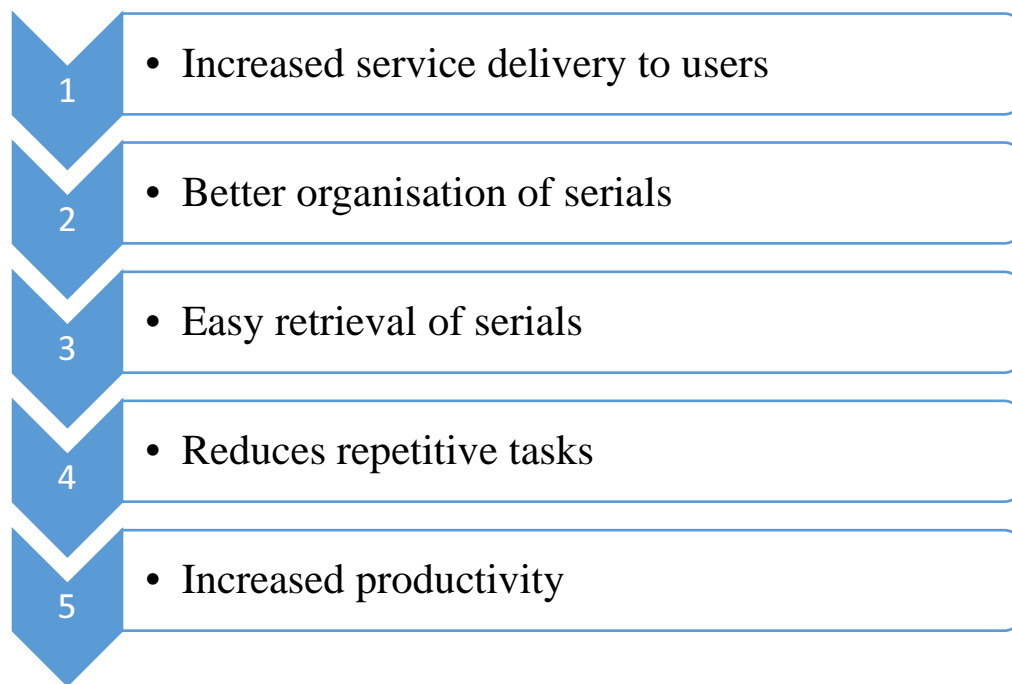 1
• Increased service delivery to users
2
• Better organisation of serials
3
• Easy retrieval of serials
4
• Reduces repetitive tasks
5
• Increased productivity